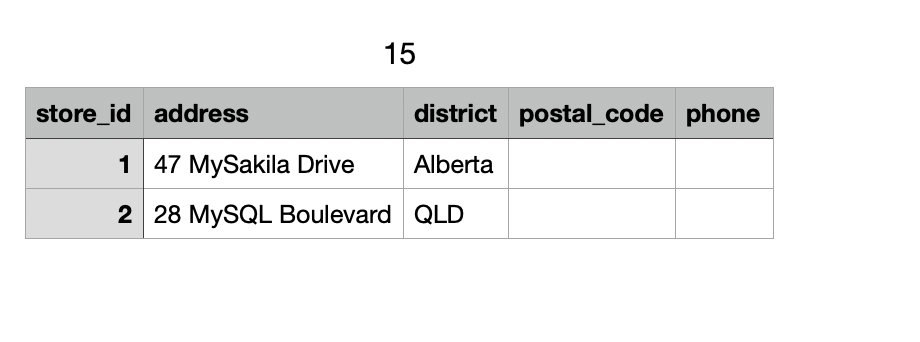 15
store_id address district postal_code phone
1 47 MySakila Drive Alberta
2 28 MySQL Boulevard QLD